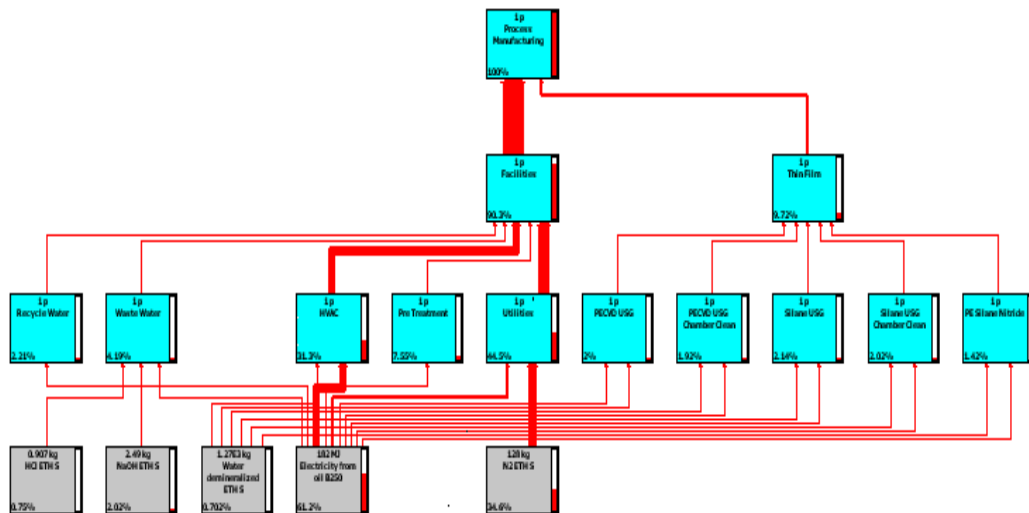 1 p
Process
Manufacturing
100%
1 p
Facilities
90.3%
1 p
Thin Film
9.72%
1 p
Recycle Water
2.21%
1 p
Waste Water
4.19%
1 p
HVAC
31.3%
1 p
Pre Treatment
7.55%
1 p
Utilities
44.5%
1 p
PECVD USG
2%
1 p
PECVD USG
Chamber Clean
1.92%
1 p
Silane USG
2.14%
1 p
Silane USG
Chamber Clean
2.02%
1 p
PE Silane Nitride
1.42%
0.907 kg
HCl ETH S
0.75%
2.49 kg
NaOH ETH S
2.02%
1.27E3 kg
Water
demineralized
ETH S
0.702%
182 MJ
Electricity from
oil B250
61.2%
128 kg
N2 ETH S
34.6%